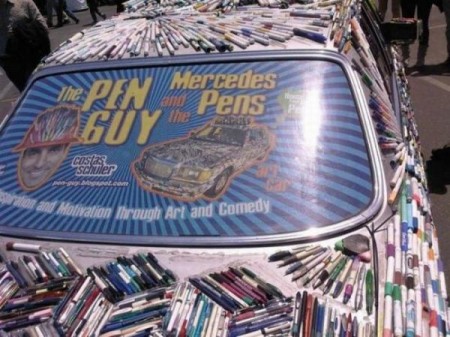 The PEN GUY
and the
Mercedes Pens
costas schuler
pen-guy.blogspot.com
art car
Inspiration and Motivation Through Art and Comedy